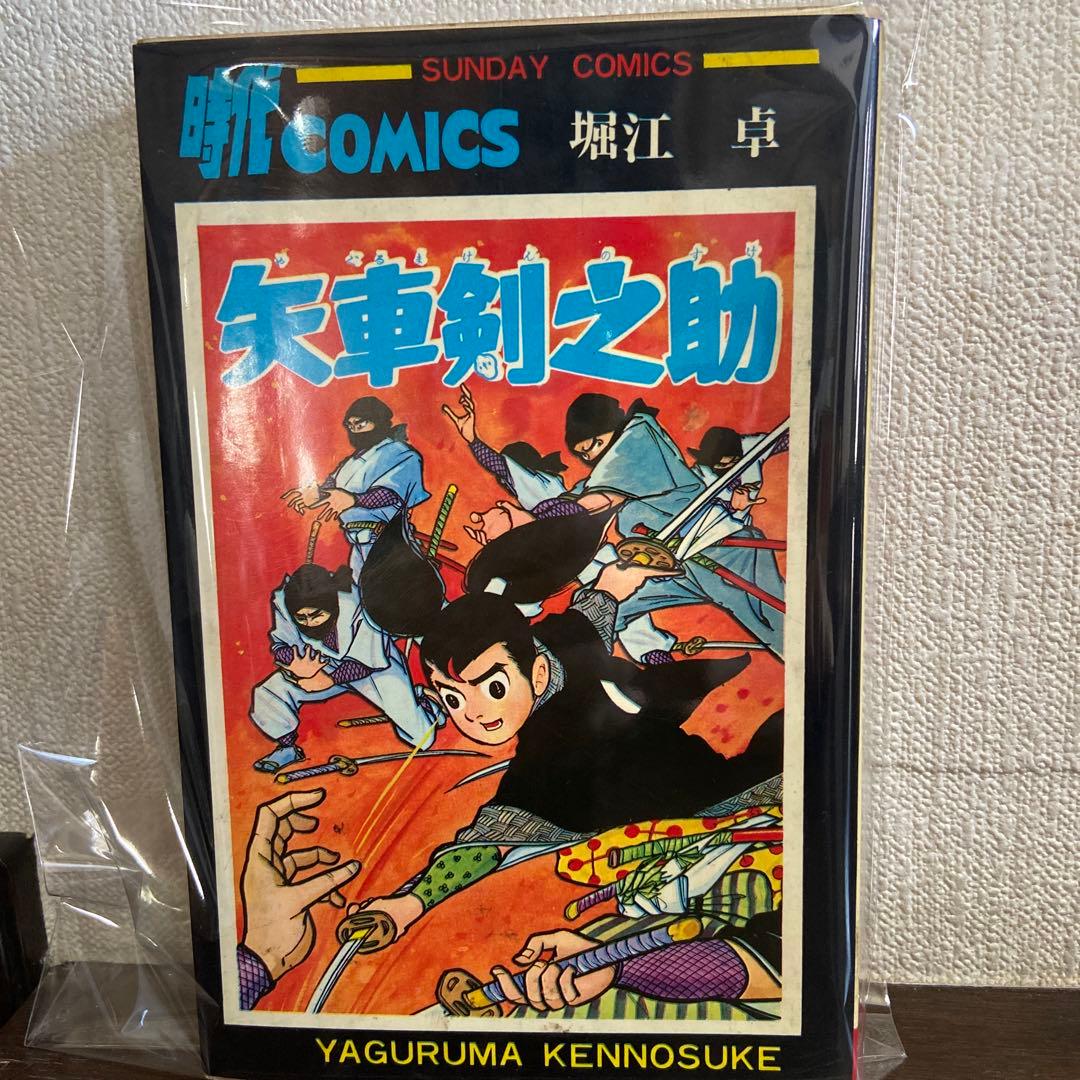 SUNDAY COMICS
時代COMICS 堀江 卓
やぐるまけんのすけ
矢車剣之助
YAGURUMA KENNOSUKE